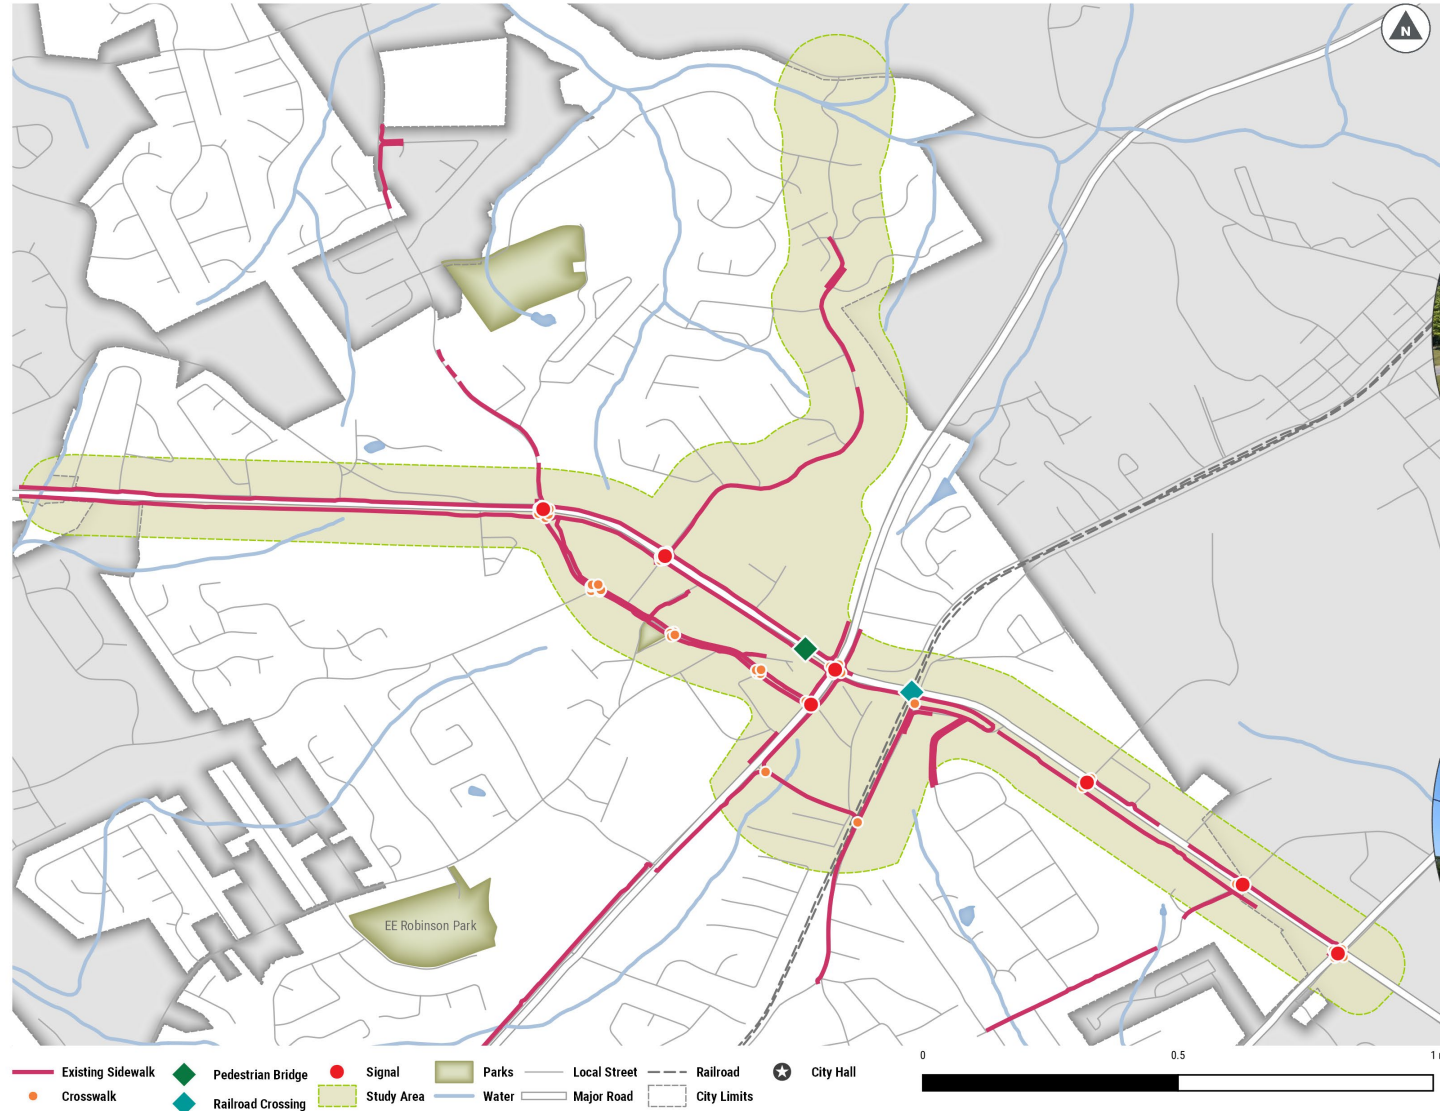 N
EE Robinson Park
0 0.5 1
Existing Sidewalk Pedestrian Bridge Signal Parks Local Street Railroad City Hall
Crosswalk Railroad Crossing Study Area Water Major Road City Limits